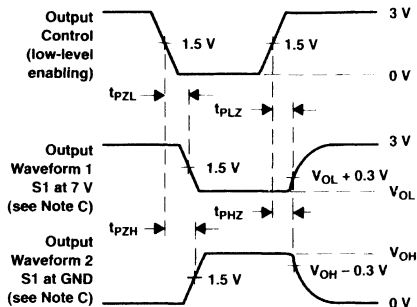 Output
Control
(low-level
enabling)
1.5 V
1.5 V
3 V
0 V
tPZL
tPLZ
Output
Waveform 1
S1 at 7 V
(see Note C)
1.5 V
3 V
VOL + 0.3 V
VOL
tPZH
tPHZ
Output
Waveform 2
S1 at GND
(see Note C)
1.5 V
VOH
VOH – 0.3 V
0 V